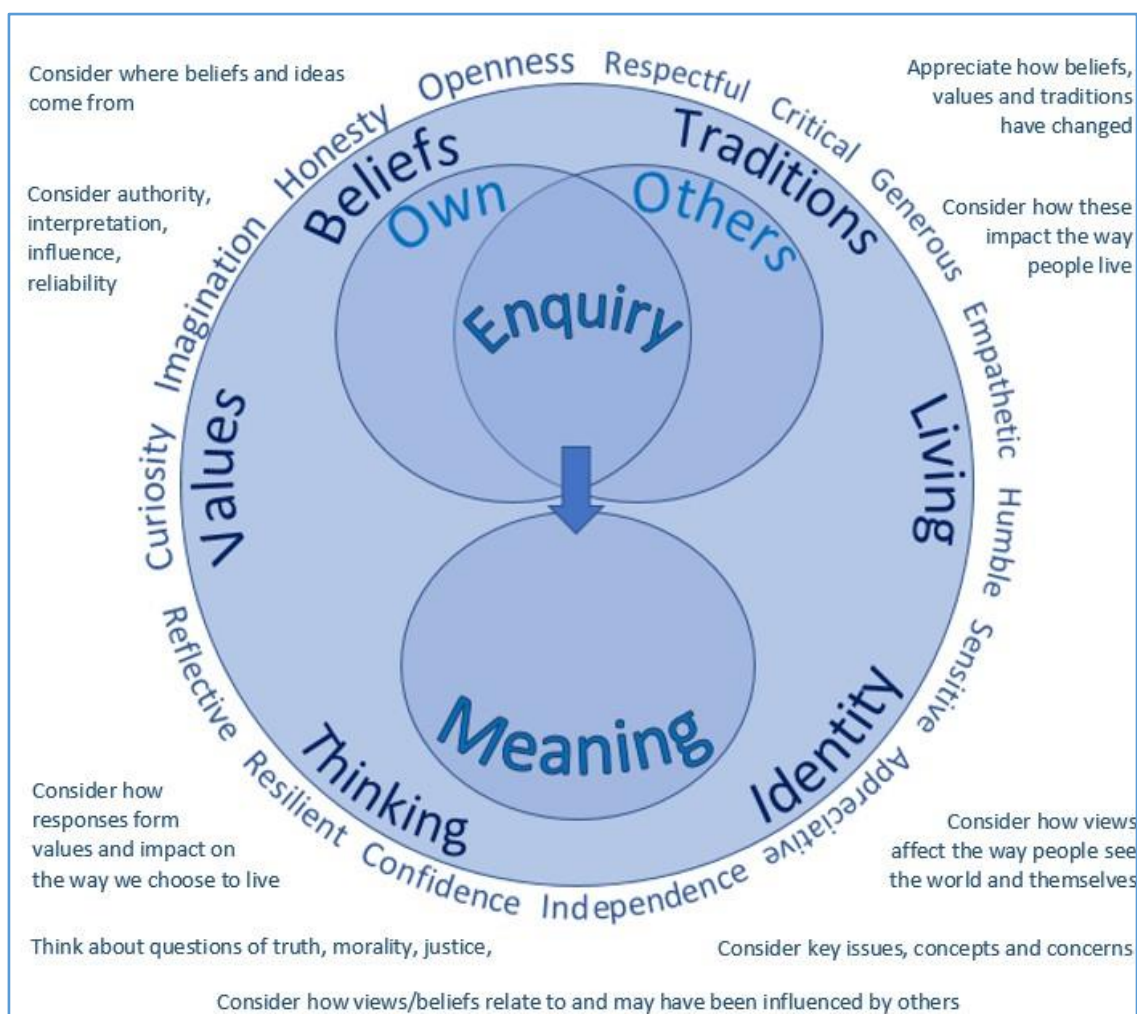 Consider where beliefs and ideas
come from
Appreciate how beliefs,
values and traditions
have changed
Consider authority,
interpretation,
influence,
reliability
Consider how these
impact the way
people live
Curiosity Imagination Honesty Openness Respectful Critical Generous Empathetic Humble Sensitive Appreciative
Reflective Resilient Confidence Independence
Beliefs
Traditions
Own
Others
Enquiry
Values
Living
Meaning
Thinking
Identity
Consider how
responses form
values and impact on
the way we choose to live
Consider how views
affect the way people see
the world and themselves
Think about questions of truth, morality, justice,
Consider key issues, concepts and concerns
Consider how views/beliefs relate to and may have been influenced by others